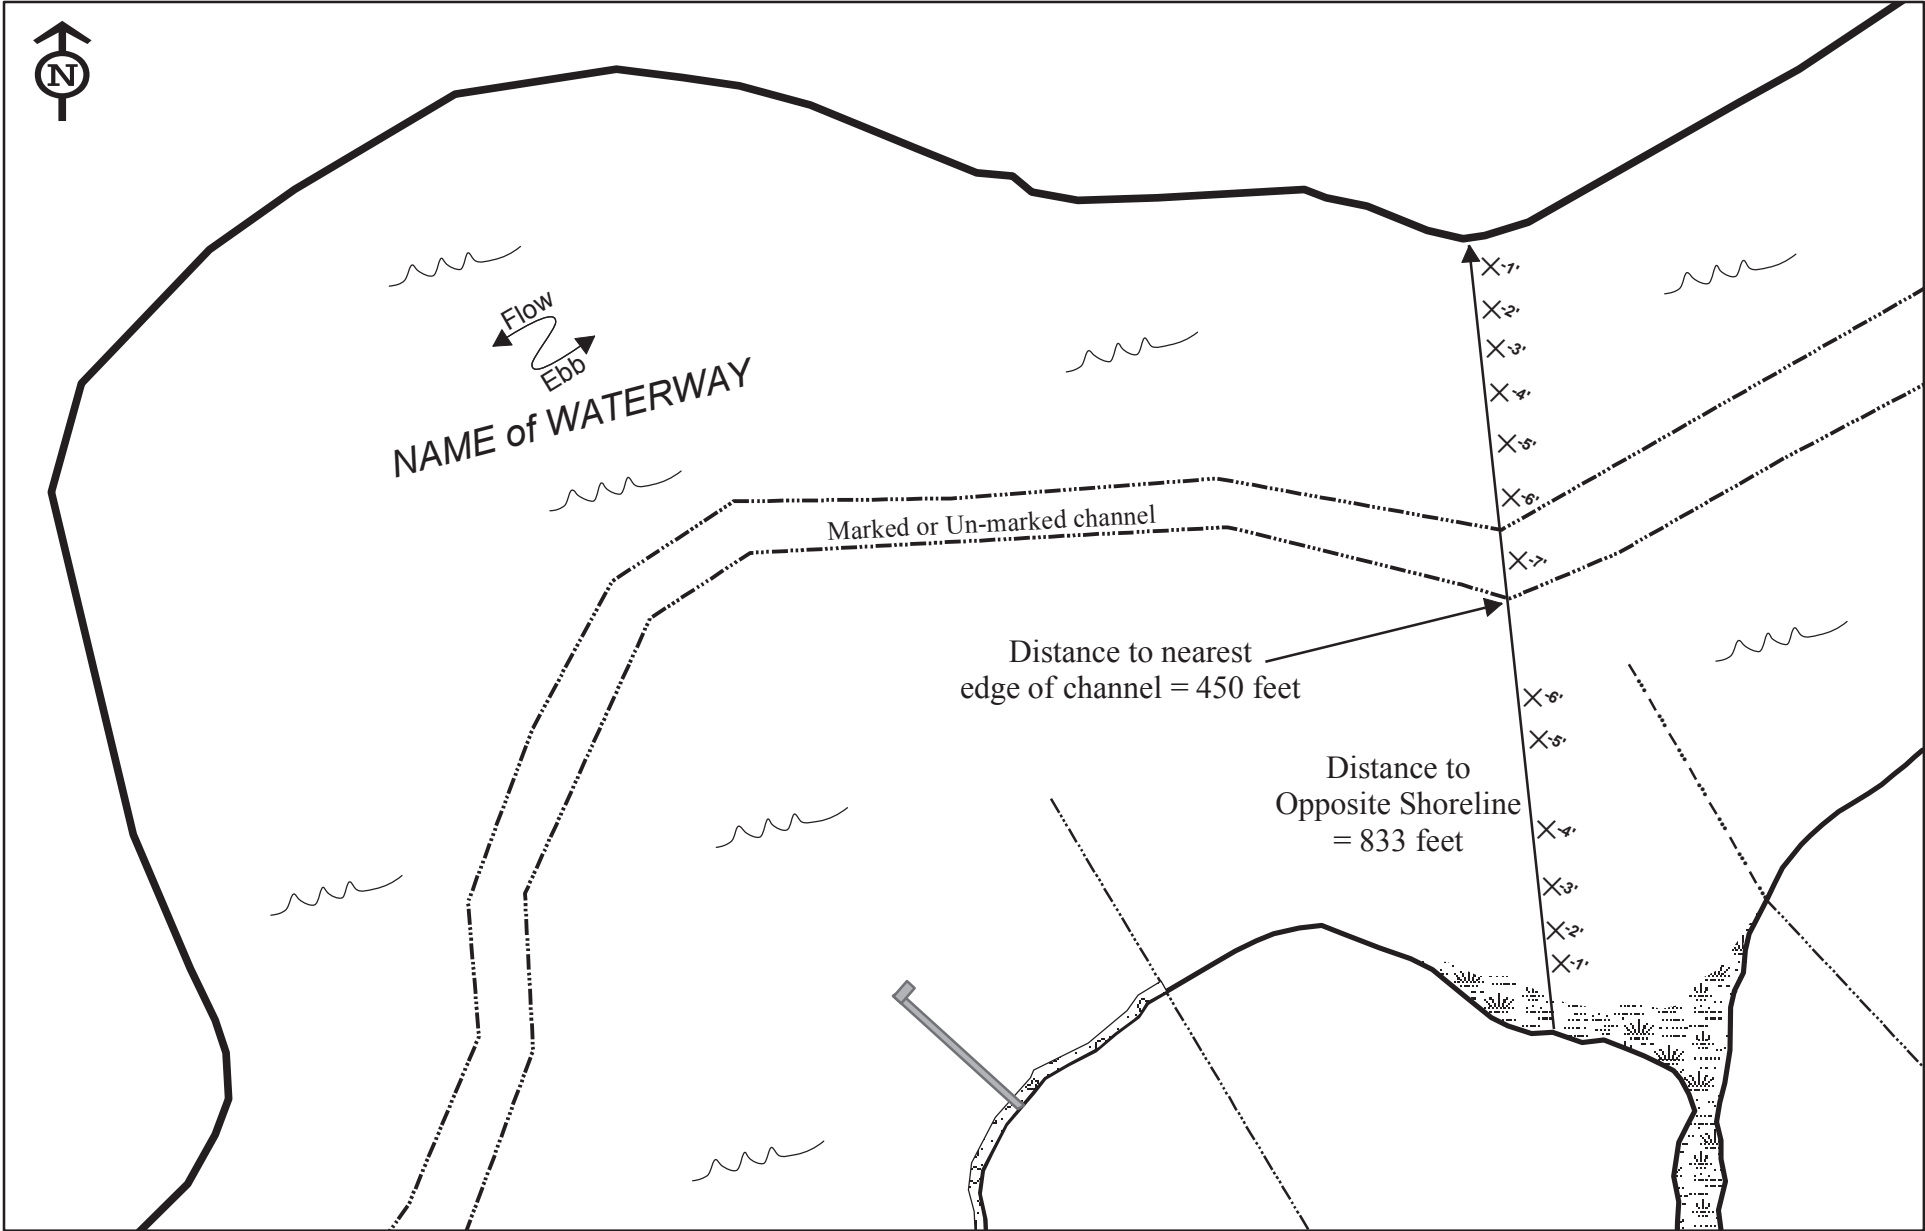 N
Flow
Ebb
NAME of WATERWAY
Marked or Un-marked channel
-1'
-2'
-3'
-4'
-5'
-6'
-7'
Distance to nearest
edge of channel = 450 feet
-6'
-5'
Distance to
Opposite Shoreline
= 833 feet
-4'
-3'
-2'
-1'